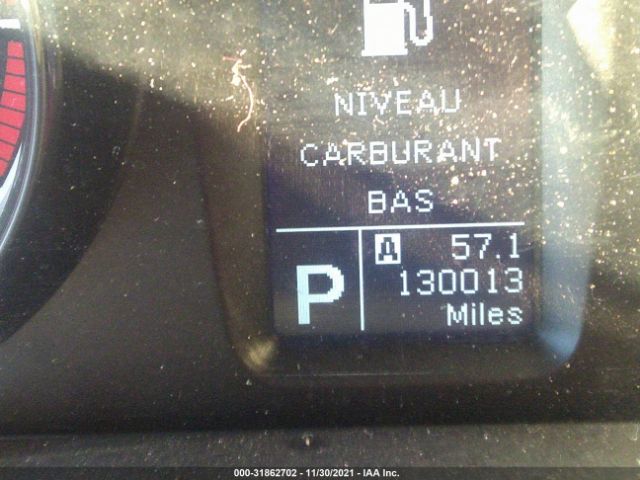 NIVEAU
CARBURANT
BAS
A 57.1
P 130013
Miles
000-31862702 - 11/30/2021 - IAA Inc.